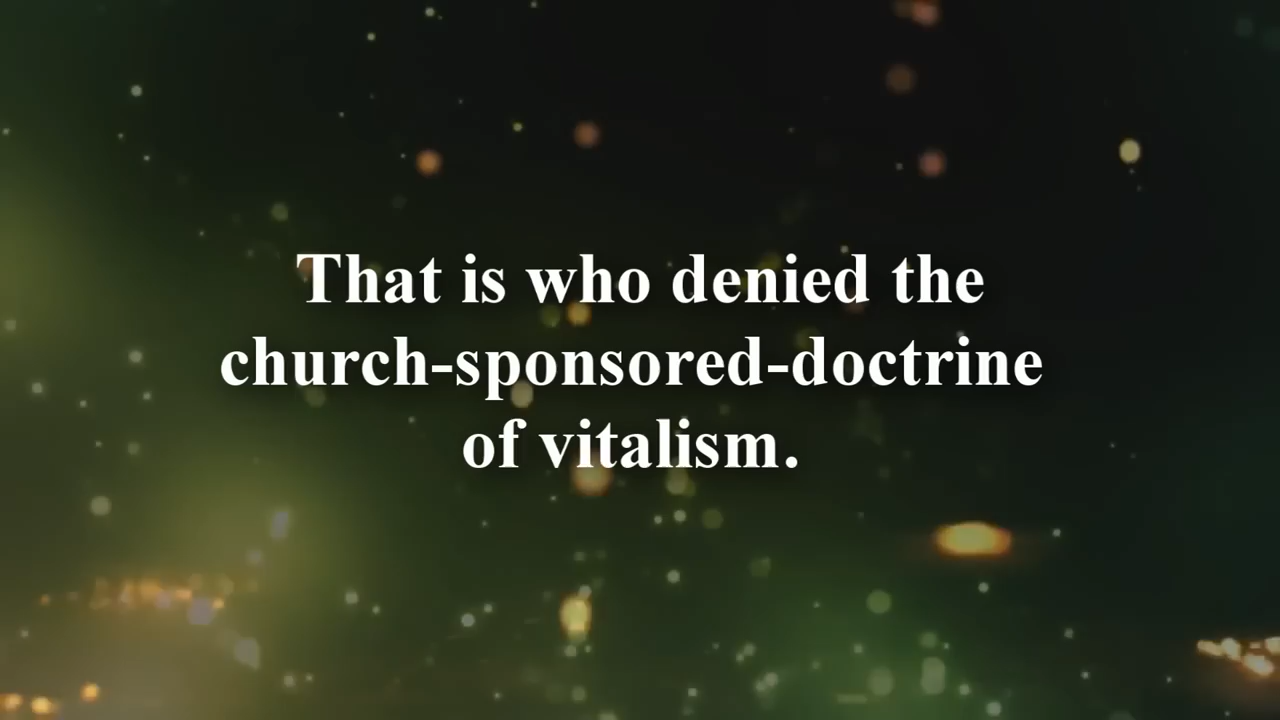 That is who denied the
church-sponsored-doctrine
of vitalism.